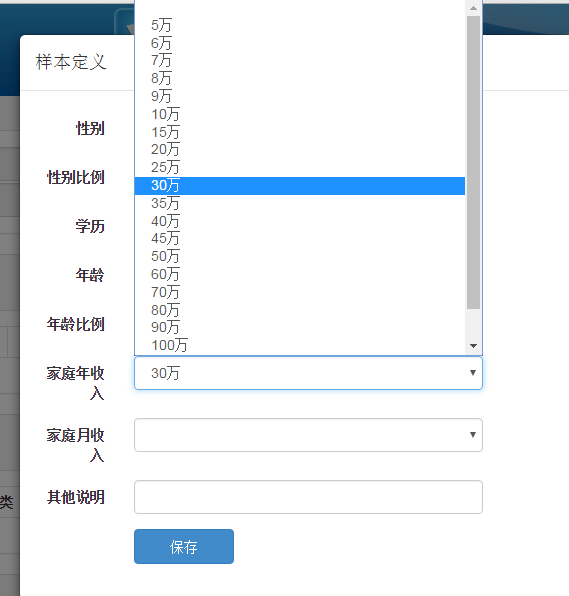 样本定义
性别
性别比例
学历
年龄
年龄比例
5万
6万
7万
8万
9万
10万
15万
20万
25万
30万
35万
40万
45万
50万
60万
70万
80万
90万
100万
家庭年收
入
30万
家庭月收
入
其他说明
保存
类